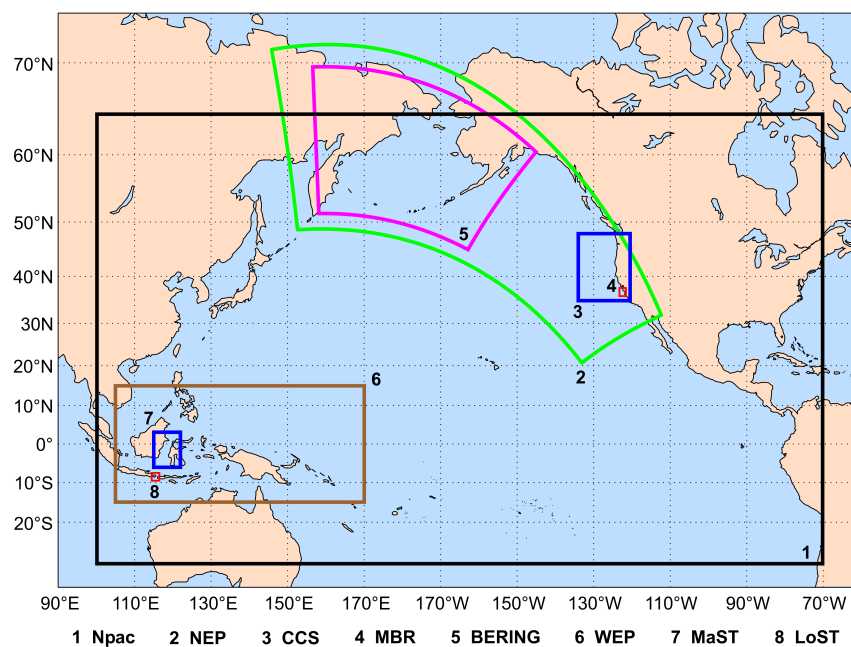 70°N
60°N
50°N
40°N
30°N
20°N
10°N
0°
10°S
20°S
5
4
3
2
6
7
8
1
90°E 110°E 130°E 150°E 170°E 170°W 150°W 130°W 110°W 90°W 70°W
1 Npac 2 NEP 3 CCS 4 MBR 5 BERING 6 WEP 7 MaST 8 LoST